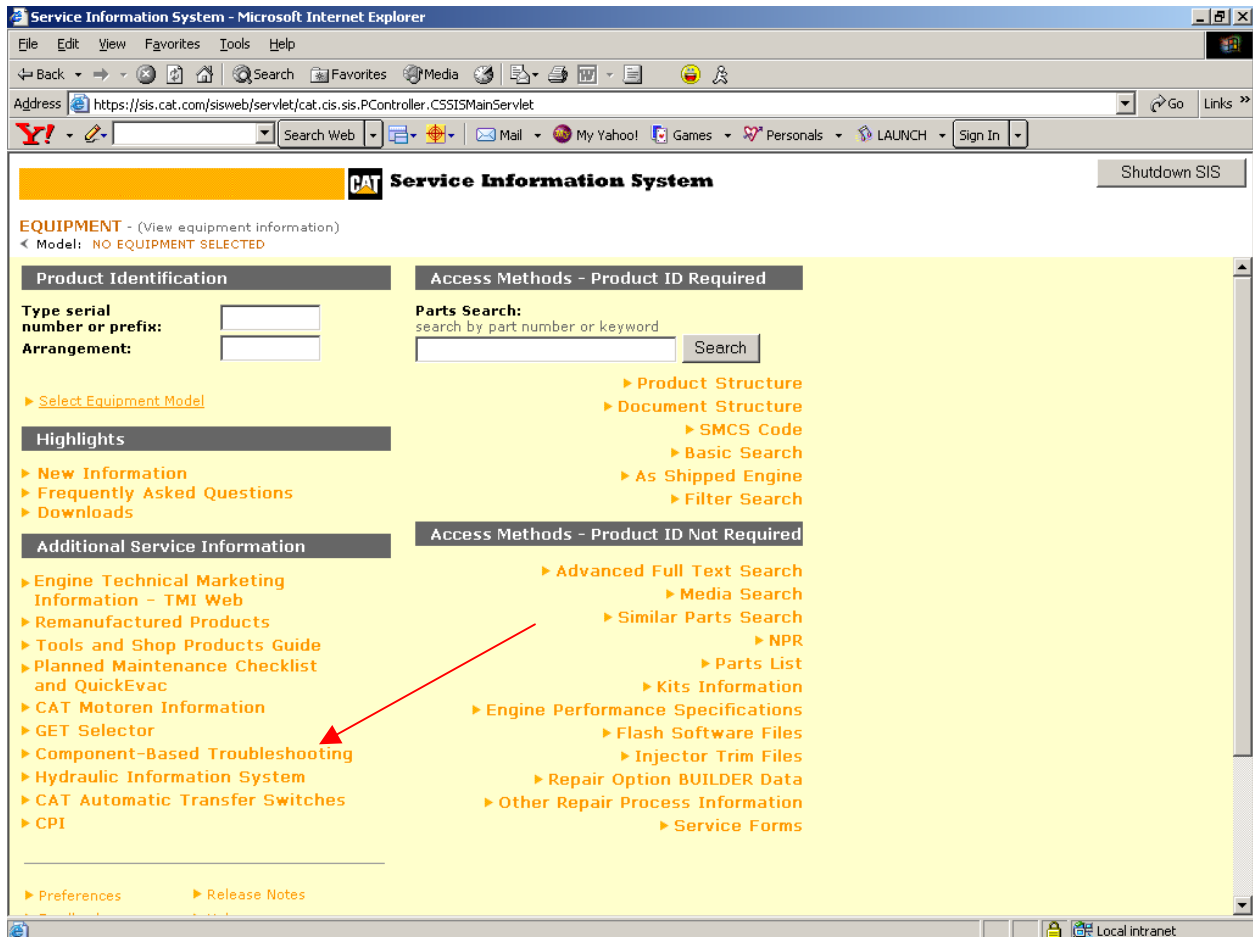 Service Information System - Microsoft Internet Explorer
File Edit View Favorites Tools Help
Back Search Favorites Media
Address https://sis.cat.com/sisweb/servlet/cat.cis.sis.PController.CSSISMainServlet Go Links »
Y! Search Web Mail My Yahoo! Games Personals LAUNCH Sign In
CAT Service Information System
Shutdown SIS
EQUIPMENT - (View equipment information)
Model: NO EQUIPMENT SELECTED
Product Identification
Type serial
number or prefix:
Arrangement:
Select Equipment Model
Highlights
New Information
Frequently Asked Questions
Downloads
Additional Service Information
Engine Technical Marketing
Information - TMI Web
Remanufactured Products
Tools and Shop Products Guide
Planned Maintenance Checklist
and QuickEvac
CAT Motoren Information
GET Selector
Component-Based Troubleshooting
Hydraulic Information System
CAT Automatic Transfer Switches
CPI
Preferences Release Notes
Access Methods - Product ID Required
Parts Search:
search by part number or keyword
Search
Product Structure
Document Structure
SMCS Code
Basic Search
As Shipped Engine
Filter Search
Access Methods - Product ID Not Required
Advanced Full Text Search
Media Search
Similar Parts Search
NPR
Parts List
Kits Information
Engine Performance Specifications
Flash Software Files
Injector Trim Files
Repair Option BUILDER Data
Other Repair Process Information
Service Forms
Local intranet